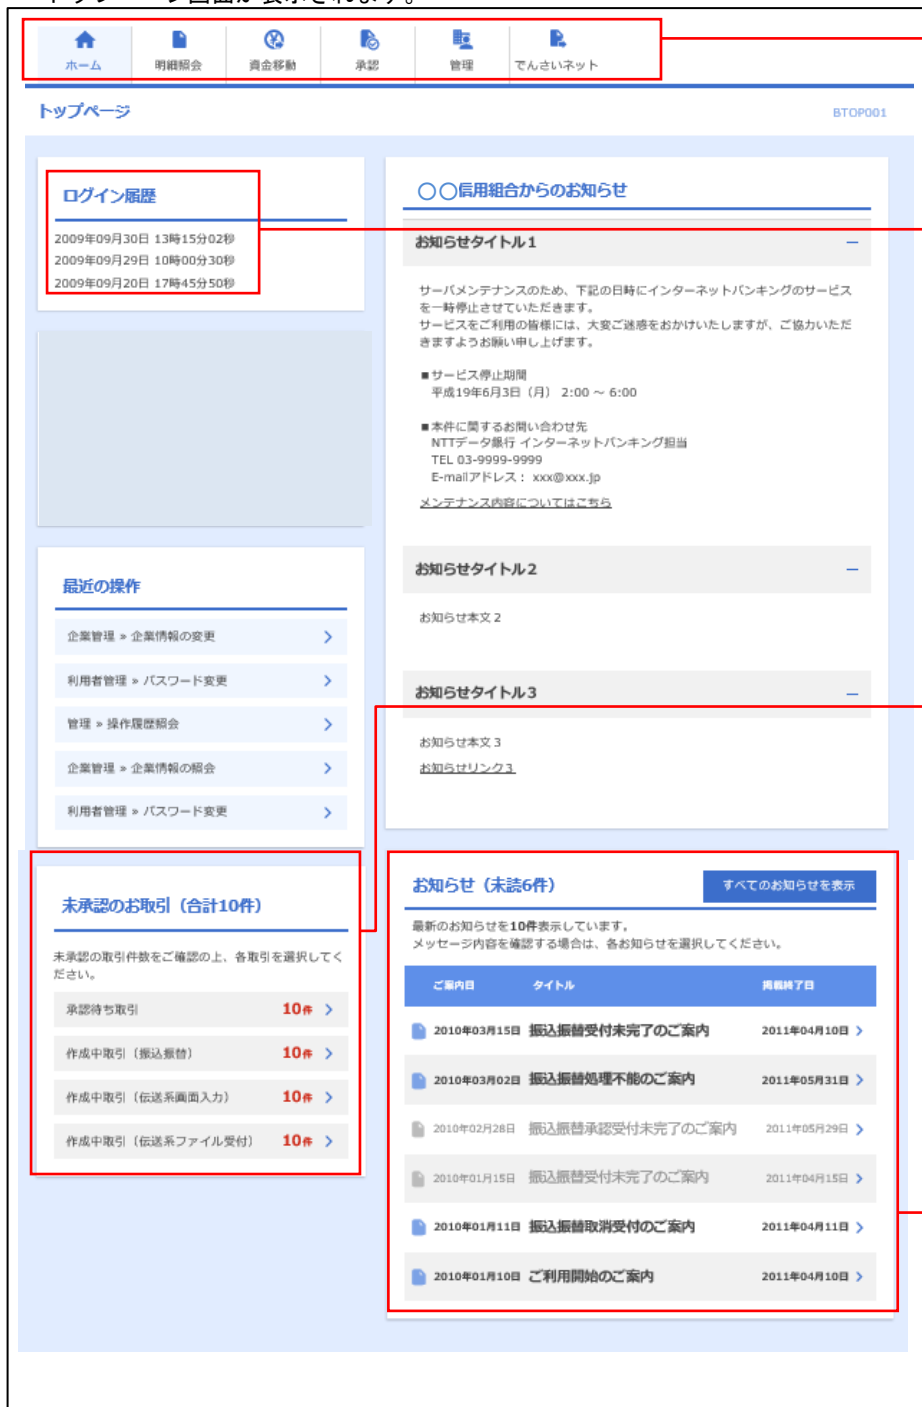 トップページ画面が表示されます。
ホーム 明細照会 資金移動 承認 管理 でんさいネット
トップページ BTOP001
ログイン履歴
2009年09月30日 13時15分02秒
2009年09月29日 10時00分30秒
2009年09月20日 17時45分50秒
最近の操作
企業管理 » 企業情報の変更
利用者管理 » パスワード変更
管理 » 操作履歴照会
企業管理 » 企業情報の照会
利用者管理 » パスワード変更
未承認のお取引（合計10件）
未承認の取引件数をご確認の上、各取引を選択してく
ださい。
承認待ち取引 10件
作成中取引（振込振替） 10件
作成中取引（伝送系画面入力） 10件
作成中取引（伝送系ファイル受付） 10件
〇〇信用組合からのお知らせ
お知らせタイトル1
サーバメンテナンスのため、下記の日時にインターネットバンキングのサービス
を一時停止させていただきます。
サービスをご利用の皆様には、大変ご迷惑をおかけいたしますが、ご協力いただ
きますようお願い申し上げます。
■サービス停止期間
平成19年6月3日（月） 2:00 ～ 6:00
■本件に関するお問い合わせ先
NTTデータ銀行 インターネットバンキング担当
TEL 03-9999-9999
E-mailアドレス： xxx@xxx.jp
メンテナンス内容についてはこちら
お知らせタイトル2
お知らせ本文2
お知らせタイトル3
お知らせ本文3
お知らせリンク3
お知らせ（未読6件） すべてのお知らせを表示
最新のお知らせを10件表示しています。
メッセージ内容を確認する場合は、各お知らせを選択してください。
ご案内日 タイトル 掲載終了日
2010年03月15日 振込振替受付未完了のご案内 2011年04月10日
2010年03月02日 振込振替処理不能のご案内 2011年05月31日
2010年02月28日 振込振替承認受付未完了のご案内 2011年05月29日
2010年01月15日 振込振替受付未完了のご案内 2011年04月15日
2010年01月11日 振込振替取消受付のご案内 2011年04月11日
2010年01月10日 ご利用開始のご案内 2011年04月10日